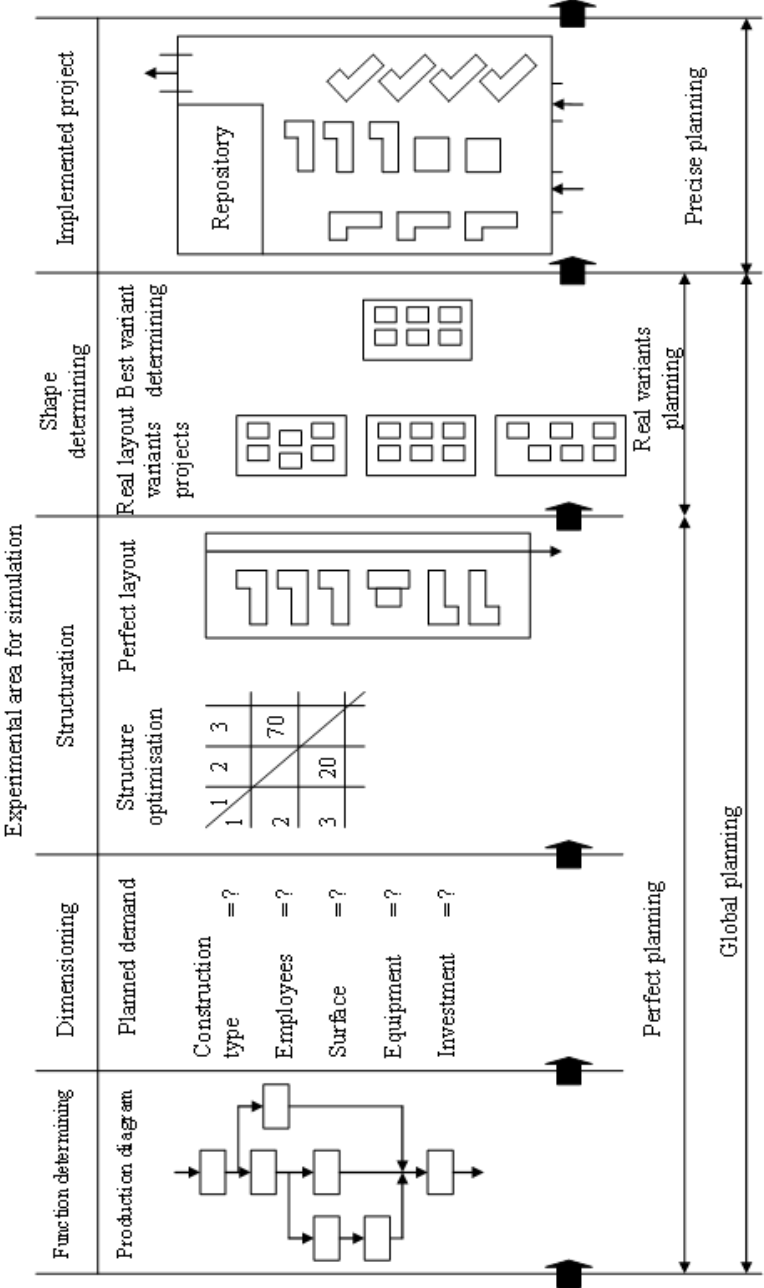 Experimental area for simulation
Function determining
Dimensioning
Structuration
Shape
determining
Implemented project
Production diagram
Planned demand
Structure
optimisation
Perfect layout
Real layout
variants
projects
Best variant
determining
Construction
type =?
Employees =?
Surface =?
Equipment =?
Investment =?
1 2 3
1
2 70
3 20
Repository
Perfect planning
Real variants
planning
Precise planning
Global planning